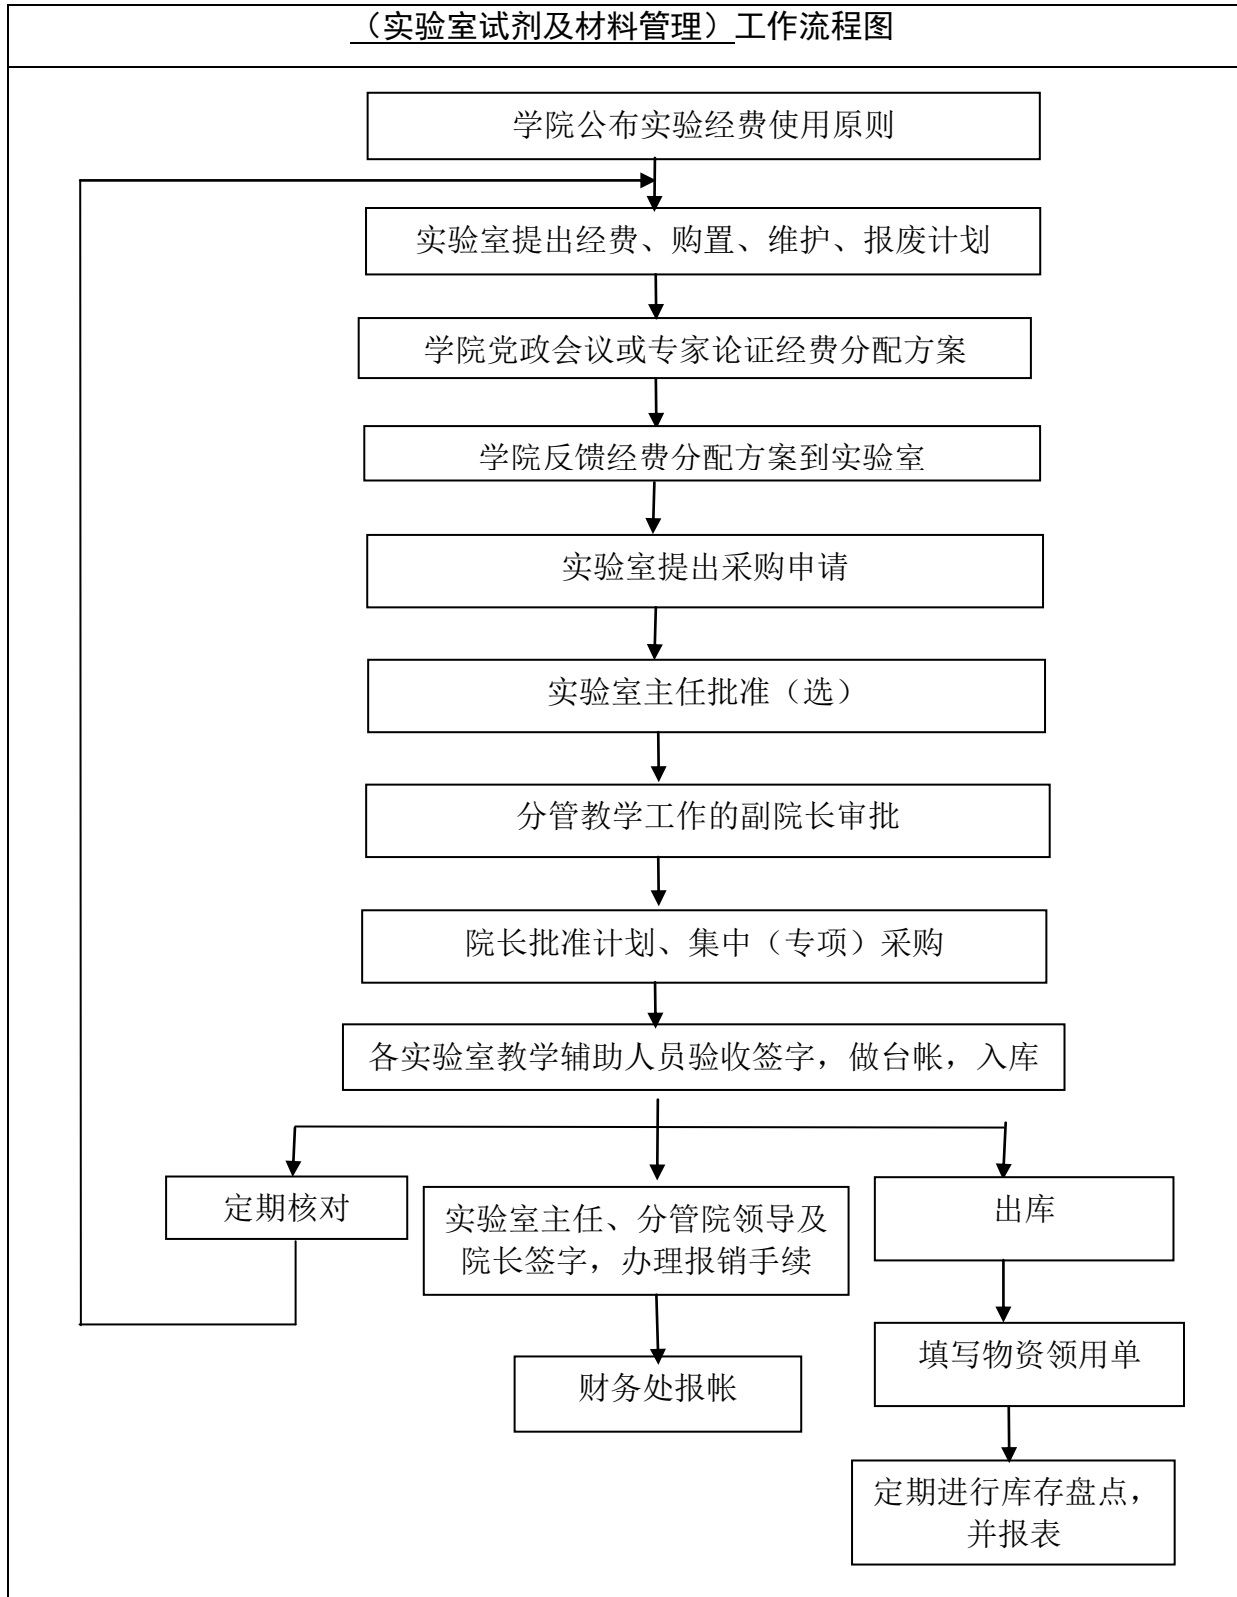 （实验室试剂及材料管理）工作流程图
学院公布实验经费使用原则
实验室提出经费、购置、维护、报废计划
学院党政会议或专家论证经费分配方案
学院反馈经费分配方案到实验室
实验室提出采购申请
实验室主任批准（选）
分管教学工作的副院长审批
院长批准计划、集中（专项）采购
各实验室教学辅助人员验收签字，做台帐，入库
定期核对
实验室主任、分管院领导及
院长签字，办理报销手续
出库
财务处报帐
填写物资领用单
定期进行库存盘点，
并报表